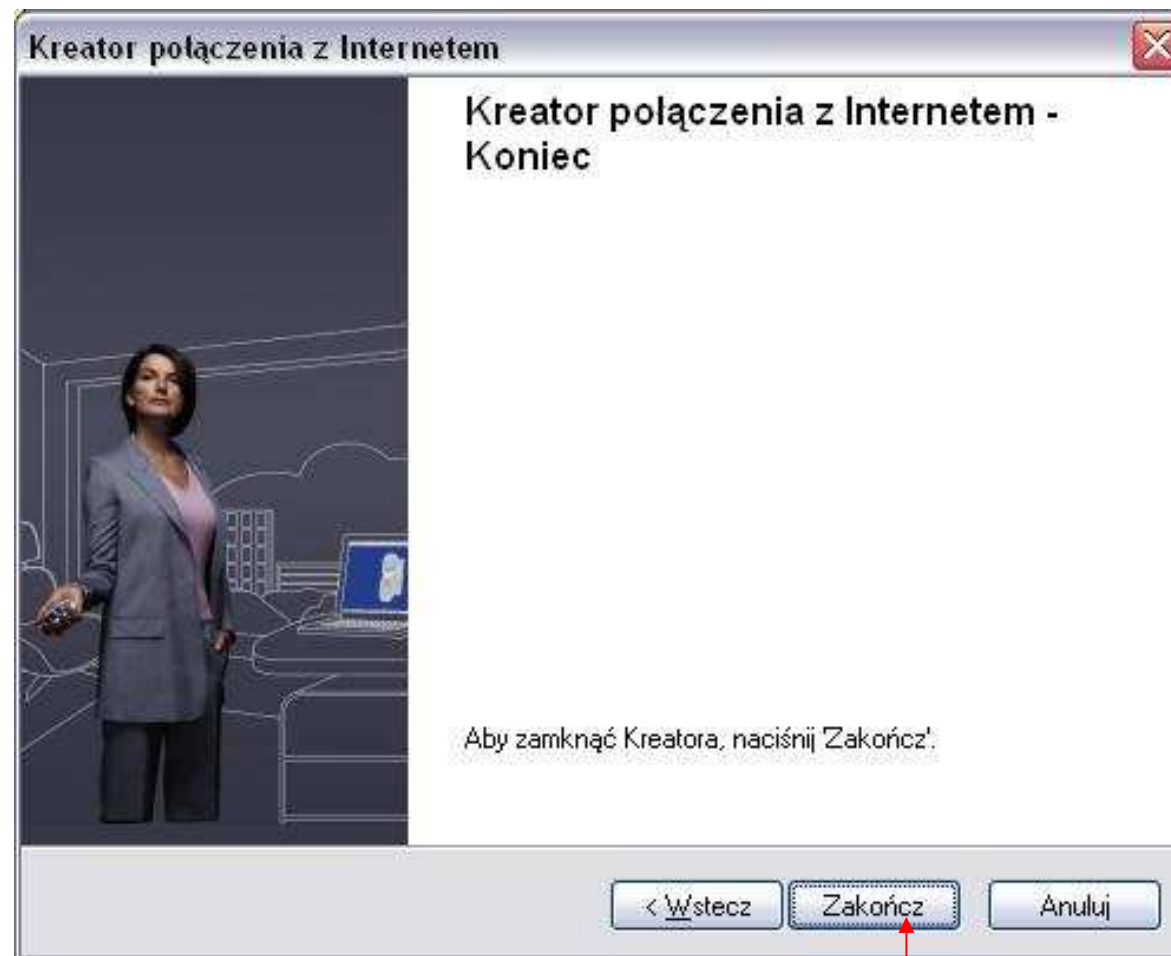 Kreator połączenia z Internetem
Kreator połączenia z Internetem -
Koniec
Aby zamknąć Kreatora, naciśnij 'Zakończ'.
< Wstecz
Zakończ
Anuluj